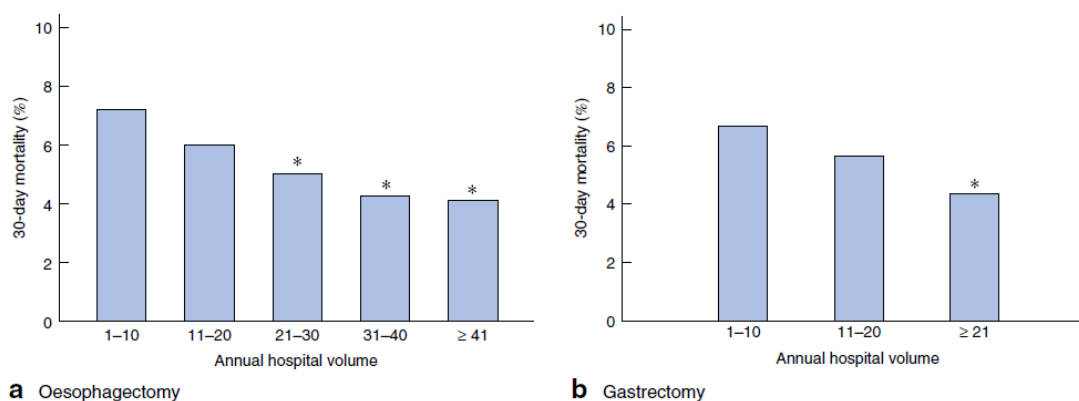 10
8
6
4
2
0
30-day mortality (%)
* * *
1–10 11–20 21–30 31–40 ≥ 41
Annual hospital volume
a Oesophagectomy
10
8
6
4
2
0
30-day mortality (%)
*
1–10 11–20 ≥ 21
Annual hospital volume
b Gastrectomy